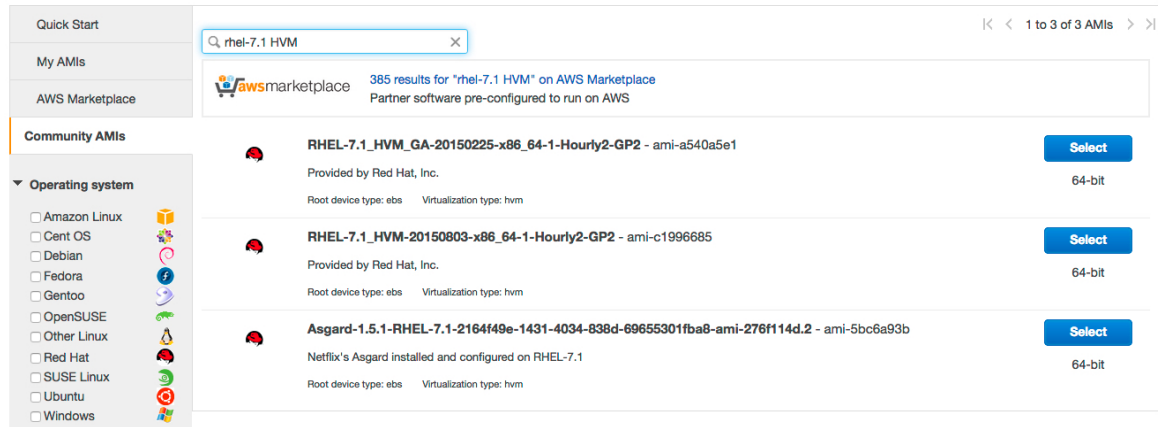 Quick Start
My AMIs
AWS Marketplace
Community AMIs
Operating system
Amazon Linux
Cent OS
Debian
Fedora
Gentoo
OpenSUSE
Other Linux
Red Hat
SUSE Linux
Ubuntu
Windows
rhel-7.1 HVM
1 to 3 of 3 AMIs
awsmarketplace
385 results for "rhel-7.1 HVM" on AWS Marketplace
Partner software pre-configured to run on AWS
RHEL-7.1_HVM_GA-20150225-x86_64-1-Hourly2-GP2 - ami-a540a5e1
Provided by Red Hat, Inc.
Root device type: ebs Virtualization type: hvm
Select
64-bit
RHEL-7.1_HVM-20150803-x86_64-1-Hourly2-GP2 - ami-c1996685
Provided by Red Hat, Inc.
Root device type: ebs Virtualization type: hvm
Select
64-bit
Asgard-1.5.1-RHEL-7.1-2164f49e-1431-4034-838d-69655301fba8-ami-276f114d.2 - ami-5bc6a93b
Netflix's Asgard installed and configured on RHEL-7.1
Root device type: ebs Virtualization type: hvm
Select
64-bit